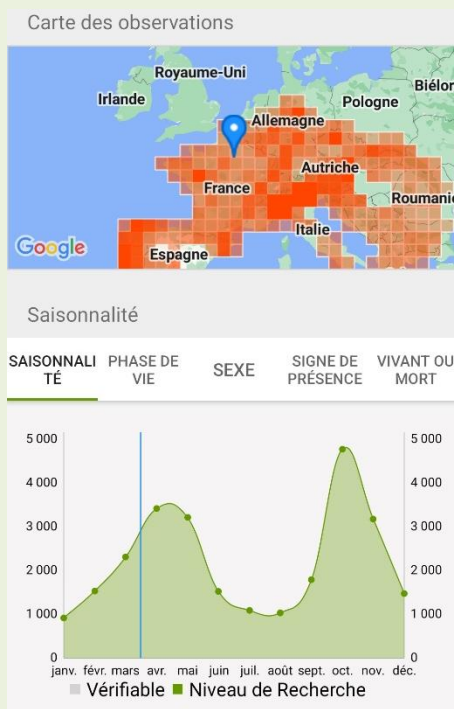 Carte des observations
Royaume-Uni
Irlande
Pologne
Biélor
Allemagne
Autriche
France
Roumanie
Italie
Google
Espagne
Saisonnalité
SAISONNALI
TÉ
PHASE DE
VIE
SEXE
SIGNE DE
PRÉSENCE
VIVANT OU
MORT
5 000 5 000
4 000 4 000
3 000 3 000
2 000 2 000
1 000 1 000
0 0
janv. févr. mars avr. mai juin juil. août sept. oct. nov. déc.
Vérifiable Niveau de Recherche